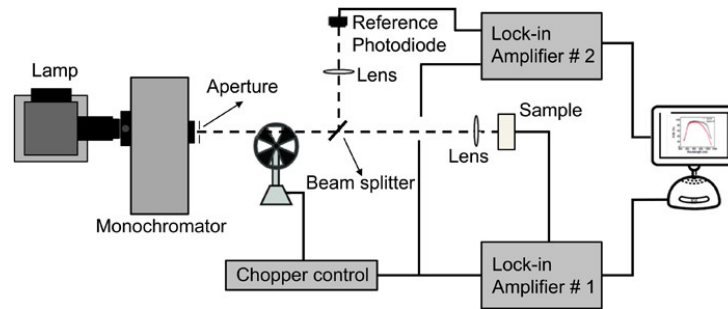 Reference
Photodiode
Lock-in
Amplifier # 2
Lamp
Aperture
Lens
Sample
Lens
Beam splitter
Monochromator
Chopper control
Lock-in
Amplifier # 1